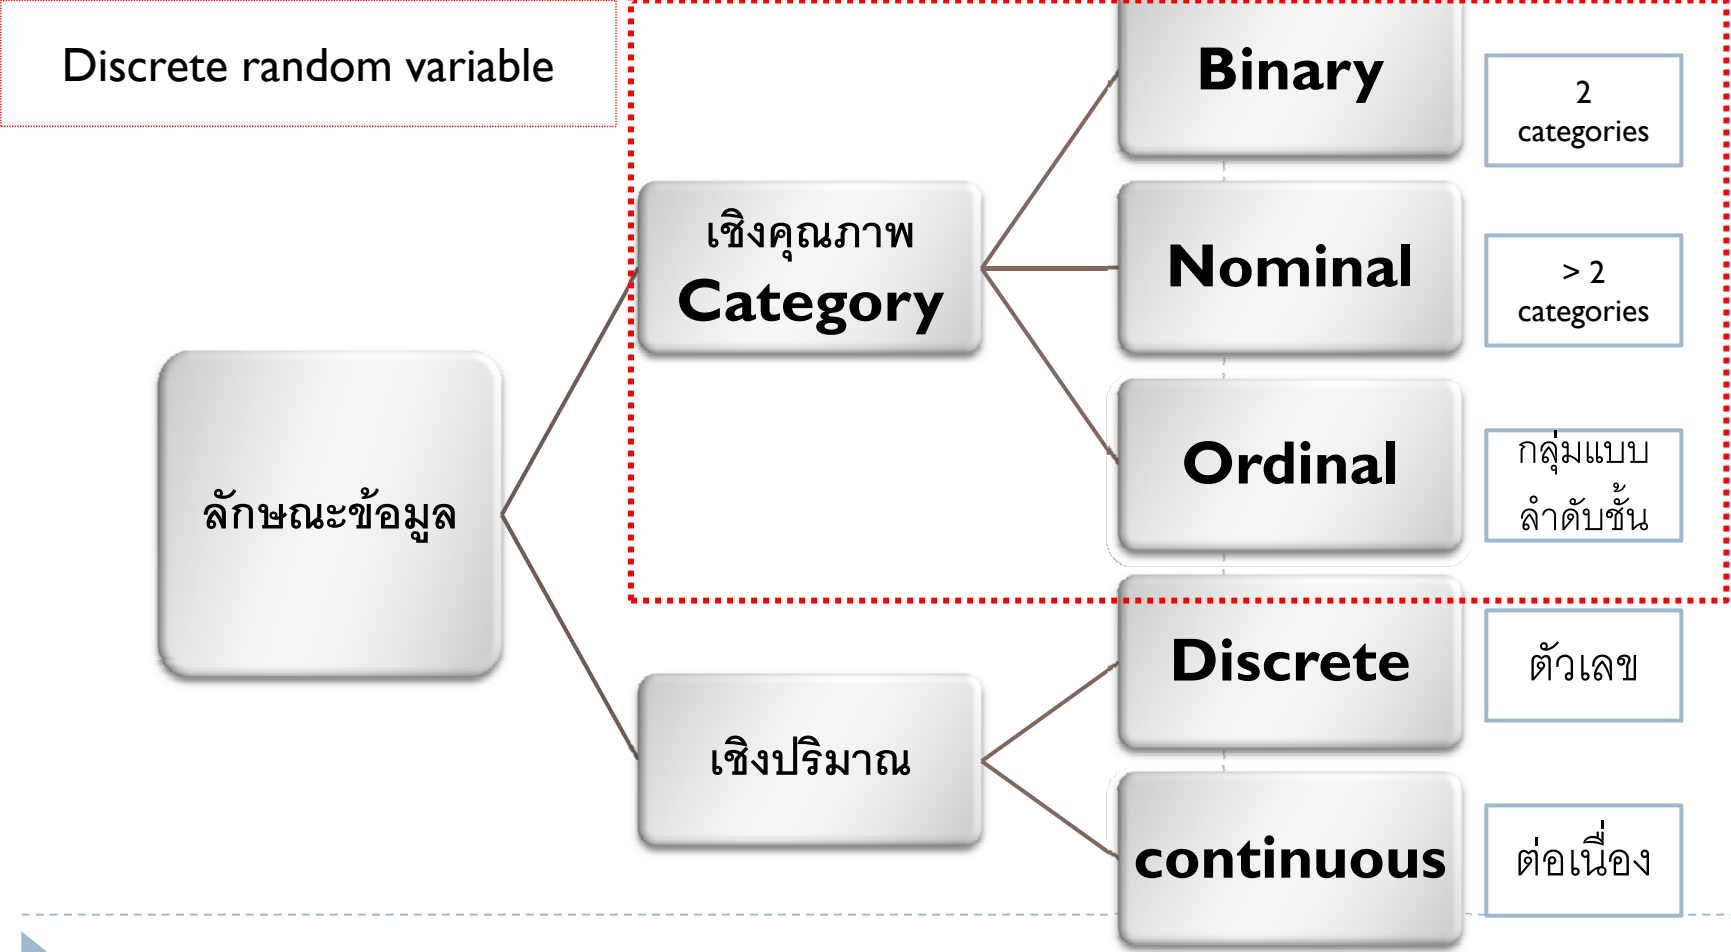 Discrete random variable
Binary
2
categories
เชิงคุณภาพ
Category
Nominal
> 2
categories
ลักษณะข้อมูล
Ordinal
กลุ่มแบบ
ลำดับชั้น
เชิงปริมาณ
Discrete
ตัวเลข
continuous
ต่อเนื่อง